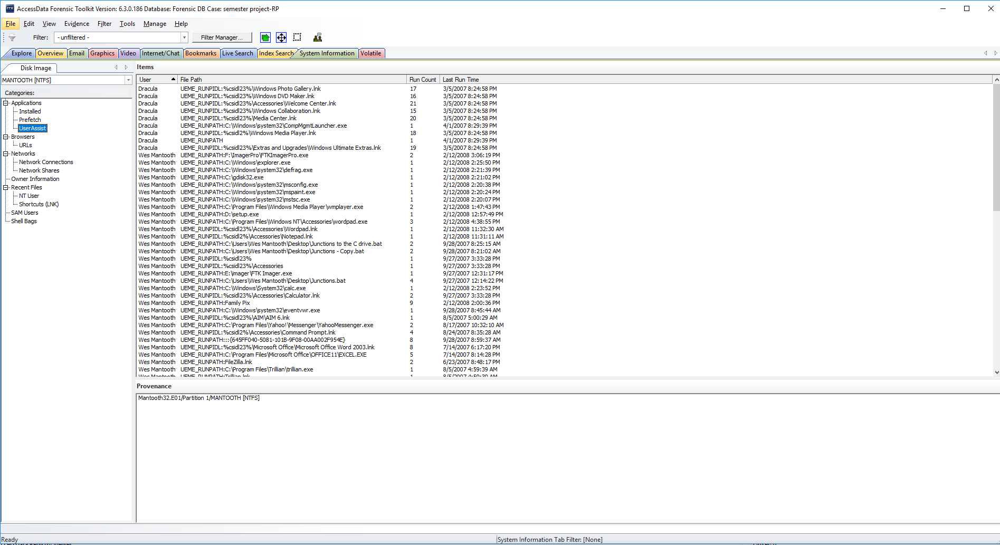 AccessData Forensic Toolkit Version: 6.3.0.186 Database: Forensic DB Case: semester project-RP
File Edit View Evidence Filter Tools Manage Help
Filter: - unfiltered - Filter Manager...
Explore Overview Email Graphics Video Internet/Chat Bookmarks Live Search Index Search System Information Volatile
Disk Image
MANTOOTH [NTFS]
Categories:
Applications
Installed
Prefetch
UserAssist
Browsers
URLs
Networks
Network Connections
Network Shares
Owner Information
Recent Files
NT User
Shortcuts (LNK)
SAM Users
Shell Bags
Items
User File Path Run Count Last Run Time
Dracula UEME_RUNPIDL:%csidl23%\Windows Photo Gallery.lnk 17 3/5/2007 8:24:58 PM
Dracula UEME_RUNPIDL:%csidl23%\Windows DVD Maker.lnk 16 3/5/2007 8:24:58 PM
Dracula UEME_RUNPIDL:%csidl23%\Accessories\Welcome Center.lnk 21 3/5/2007 8:24:58 PM
Dracula UEME_RUNPIDL:%csidl23%\Windows Collaboration.lnk 15 3/5/2007 8:24:58 PM
Dracula UEME_RUNPIDL:%csidl23%\Media Center.lnk 20 3/5/2007 8:24:58 PM
Dracula UEME_RUNPATH:C:\Windows\system32\CompMgmtLauncher.exe 1 4/1/2007 8:29:39 PM
Dracula UEME_RUNPIDL:%csidl2%\Windows Media Player.lnk 18 3/5/2007 8:24:58 PM
Dracula UEME_RUNPATH 1 4/1/2007 8:29:39 PM
Dracula UEME_RUNPIDL:%csidl23%\Extras and Upgrades\Windows Ultimate Extras.lnk 19 3/5/2007 8:24:58 PM
Wes Mantooth UEME_RUNPATH:F:\ImagerPro\FTKImagerPro.exe 2 2/12/2008 3:06:19 PM
Wes Mantooth UEME_RUNPATH:C:\Windows\explorer.exe 1 2/12/2008 2:25:50 PM
Wes Mantooth UEME_RUNPATH:C:\Windows\system32\defrag.exe 1 2/12/2008 2:21:39 PM
Wes Mantooth UEME_RUNPATH:C:\gdisk32.exe 1 2/12/2008 2:21:02 PM
Wes Mantooth UEME_RUNPATH:C:\Windows\system32\msconfig.exe 1 2/12/2008 2:20:38 PM
Wes Mantooth UEME_RUNPATH:C:\Windows\system32\mspaint.exe 1 2/12/2008 2:20:24 PM
Wes Mantooth UEME_RUNPATH:C:\Windows\system32\mstsc.exe 1 2/12/2008 2:20:07 PM
Wes Mantooth UEME_RUNPATH:C:\Program Files\Windows Media Player\wmplayer.exe 2 2/12/2008 1:47:43 PM
Wes Mantooth UEME_RUNPATH:D:\setup.exe 1 2/12/2008 12:57:49 PM
Wes Mantooth UEME_RUNPATH:C:\Program Files\Windows NT\Accessories\wordpad.exe 3 2/12/2008 4:38:55 PM
Wes Mantooth UEME_RUNPIDL:%csidl23%\Accessories\Wordpad.lnk 1 2/12/2008 11:32:30 AM
Wes Mantooth UEME_RUNPIDL:%csidl2%\Accessories\Notepad.lnk 1 2/12/2008 11:31:11 AM
Wes Mantooth UEME_RUNPATH:C:\Users\Wes Mantooth\Desktop\Junctions to the C drive.bat 2 9/28/2007 8:25:15 AM
Wes Mantooth UEME_RUNPATH:C:\Users\Wes Mantooth\Desktop\Junctions - Copy.bat 2 9/28/2007 8:21:02 AM
Wes Mantooth UEME_RUNPIDL:%csidl23% 1 9/27/2007 3:33:28 PM
Wes Mantooth UEME_RUNPIDL:%csidl23%\Accessories 1 9/27/2007 3:33:28 PM
Wes Mantooth UEME_RUNPATH:E:\imager\FTK Imager.exe 1 9/27/2007 12:31:17 PM
Wes Mantooth UEME_RUNPATH:C:\Users\Wes Mantooth\Desktop\Junctions.bat 4 9/27/2007 12:14:22 PM
Wes Mantooth UEME_RUNPATH:C:\Windows\System32\calc.exe 1 2/12/2008 2:23:52 PM
Wes Mantooth UEME_RUNPIDL:%csidl23%\Accessories\Calculator.lnk 2 9/27/2007 3:33:28 PM
Wes Mantooth UEME_RUNPATH:Family Pix 9 2/12/2008 2:00:36 PM
Wes Mantooth UEME_RUNPATH:C:\Windows\system32\eventvwr.exe 1 9/28/2007 8:45:44 AM
Wes Mantooth UEME_RUNPIDL:%csidl23%\AIM\AIM 6.lnk 1 8/5/2007 5:00:29 AM
Wes Mantooth UEME_RUNPATH:C:\Program Files\Yahoo!\Messenger\YahooMessenger.exe 2 8/17/2007 10:32:10 AM
Wes Mantooth UEME_RUNPIDL:%csidl2%\Accessories\Command Prompt.lnk 4 8/24/2007 8:35:28 AM
Wes Mantooth UEME_RUNPATH:::{645FF040-5081-101B-9F08-00AA002F954E} 8 9/28/2007 8:59:37 AM
Wes Mantooth UEME_RUNPIDL:%csidl23%\Microsoft Office\Microsoft Office Word 2003.lnk 8 7/14/2007 6:17:20 PM
Wes Mantooth UEME_RUNPATH:C:\Program Files\Microsoft Office\OFFICE11\EXCEL.EXE 5 7/14/2007 8:14:28 PM
Wes Mantooth UEME_RUNPATH:FileZilla.lnk 2 6/23/2007 8:48:17 PM
Wes Mantooth UEME_RUNPATH:C:\Program Files\Trillian\trillian.exe 1 8/5/2007 4:59:39 AM
Wes Mantooth UEME_RUNPATH:Trillian.lnk 1 8/5/2007 4:59:39 AM
Provenance
Mantooth32.E01/Partition 1/MANTOOTH [NTFS]
Ready System Information Tab Filter: [None]